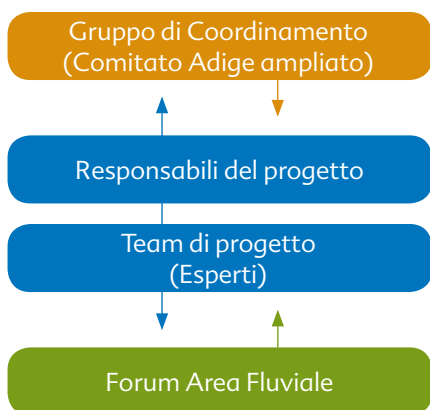 Gruppo di Coordinamento
(Comitato Adige ampliato)
Responsabili del progetto
Team di progetto
(Esperti)
Forum Area Fluviale